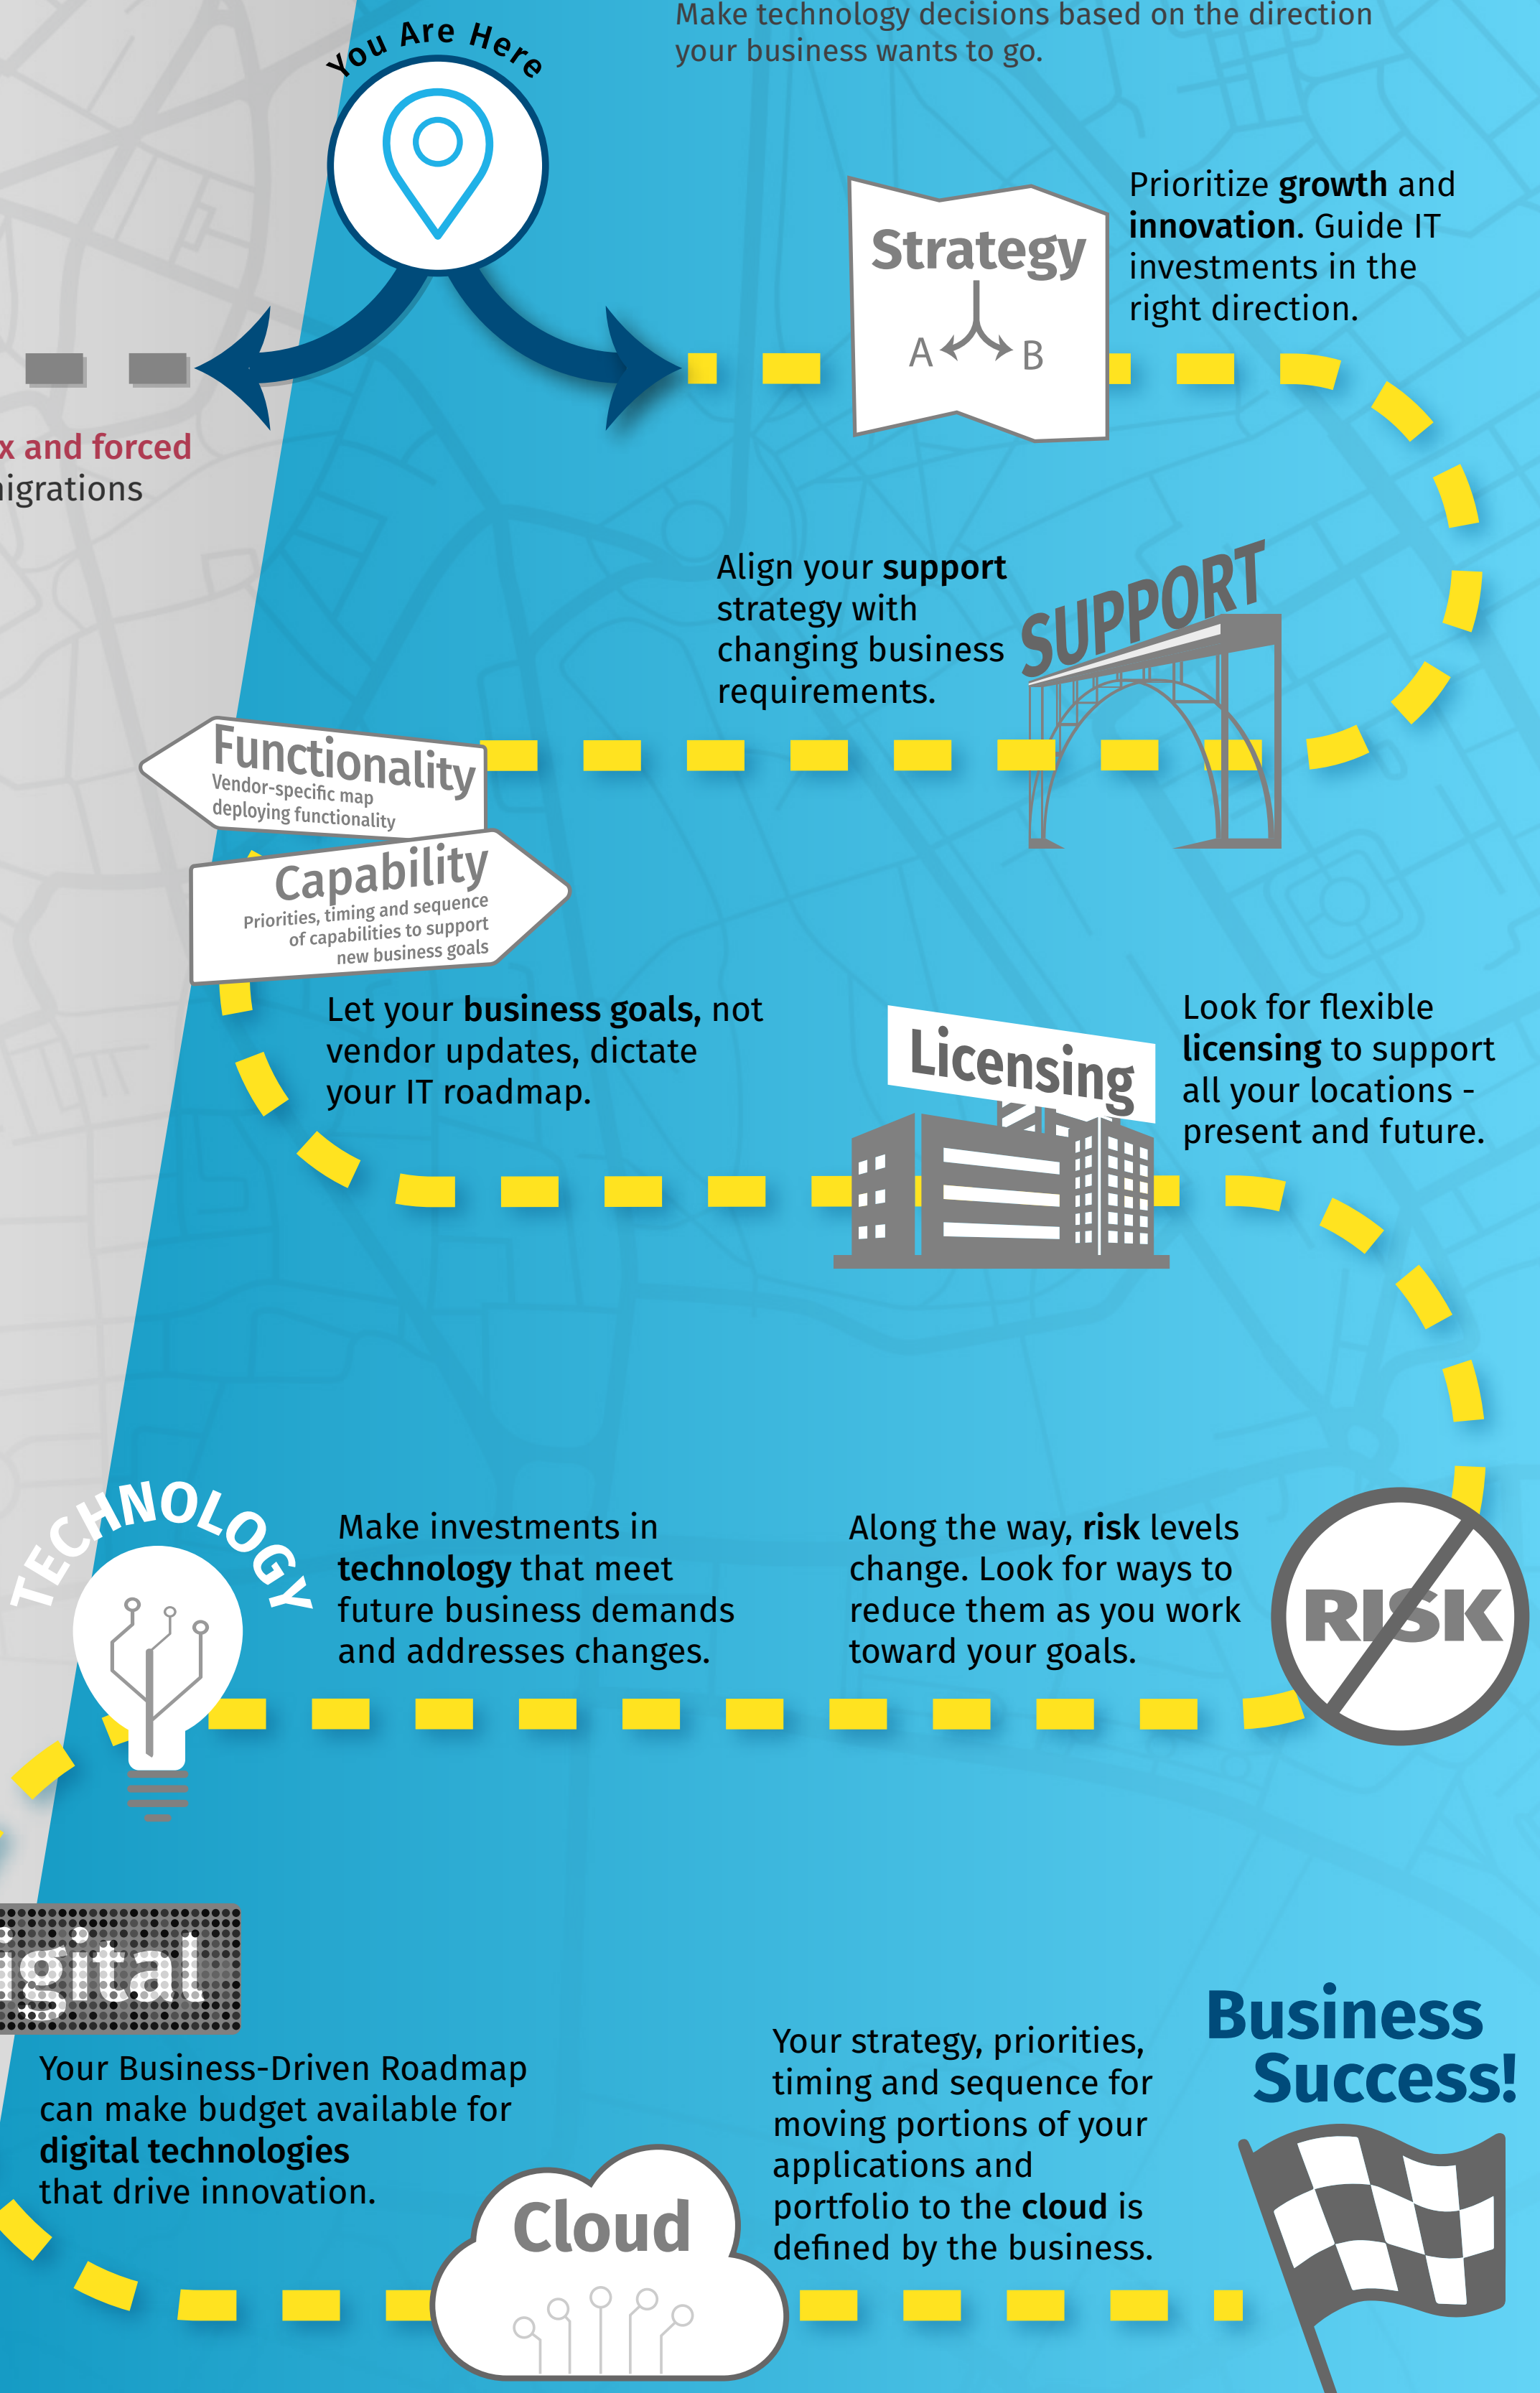 Make technology decisions based on the direction
your business wants to go.
You Are Here
Strategy
A B
Prioritize growth and
innovation. Guide IT
investments in the
right direction.
and forced
Align your support
strategy with
changing business
requirements.
SUPPORT
Functionality
Vendor-specific map
deploying functionality
Capability
Priorities, timing and sequence
of capabilities to support
new business goals
Let your business goals, not
vendor updates, dictate
your IT roadmap.
Licensing
Look for flexible
licensing to support
all your locations -
present and future.
TECHNOLOGY
Make investments in
technology that meet
future business demands
and addresses changes.
Along the way, risk levels
change. Look for ways to
reduce them as you work
toward your goals.
RISK
igital
Your Business-Driven Roadmap
can make budget available for
digital technologies
that drive innovation.
Cloud
Your strategy, priorities,
timing and sequence for
moving portions of your
applications and
portfolio to the cloud is
defined by the business.
Business
Success!